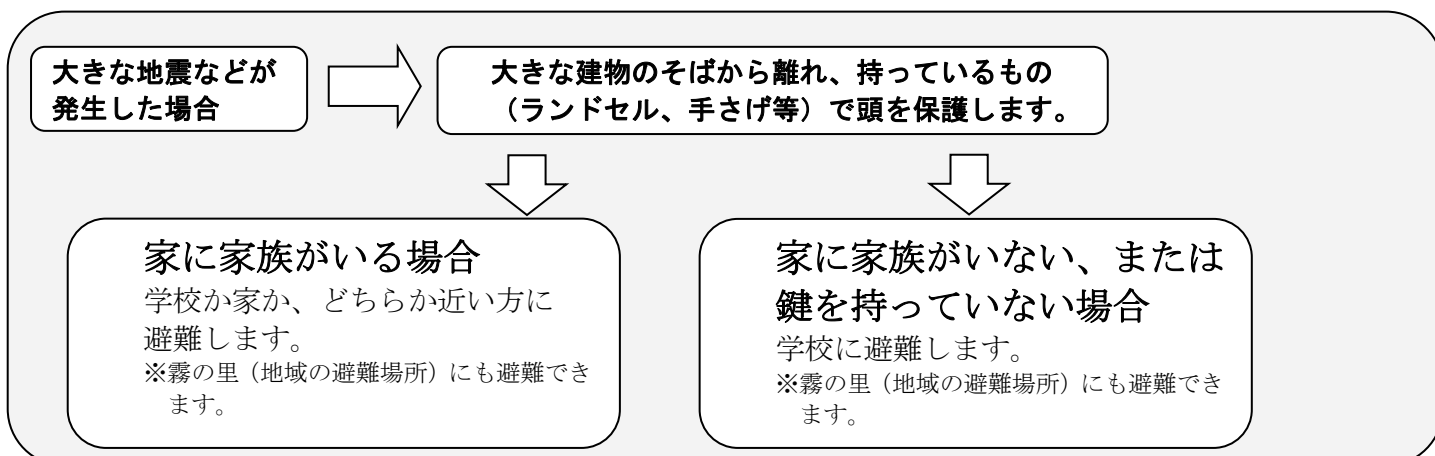 大きな地震などが
発生した場合
大きな建物のそばから離れ、持っているもの
（ランドセル、手さげ等）で頭を保護します。
家に家族がいる場合
学校か家か、どちらか近い方に
避難します。
※霧の里（地域の避難場所）にも避難でき
ます。
家に家族がいない、または
鍵を持っていない場合
学校に避難します。
※霧の里（地域の避難場所）にも避難でき
ます。